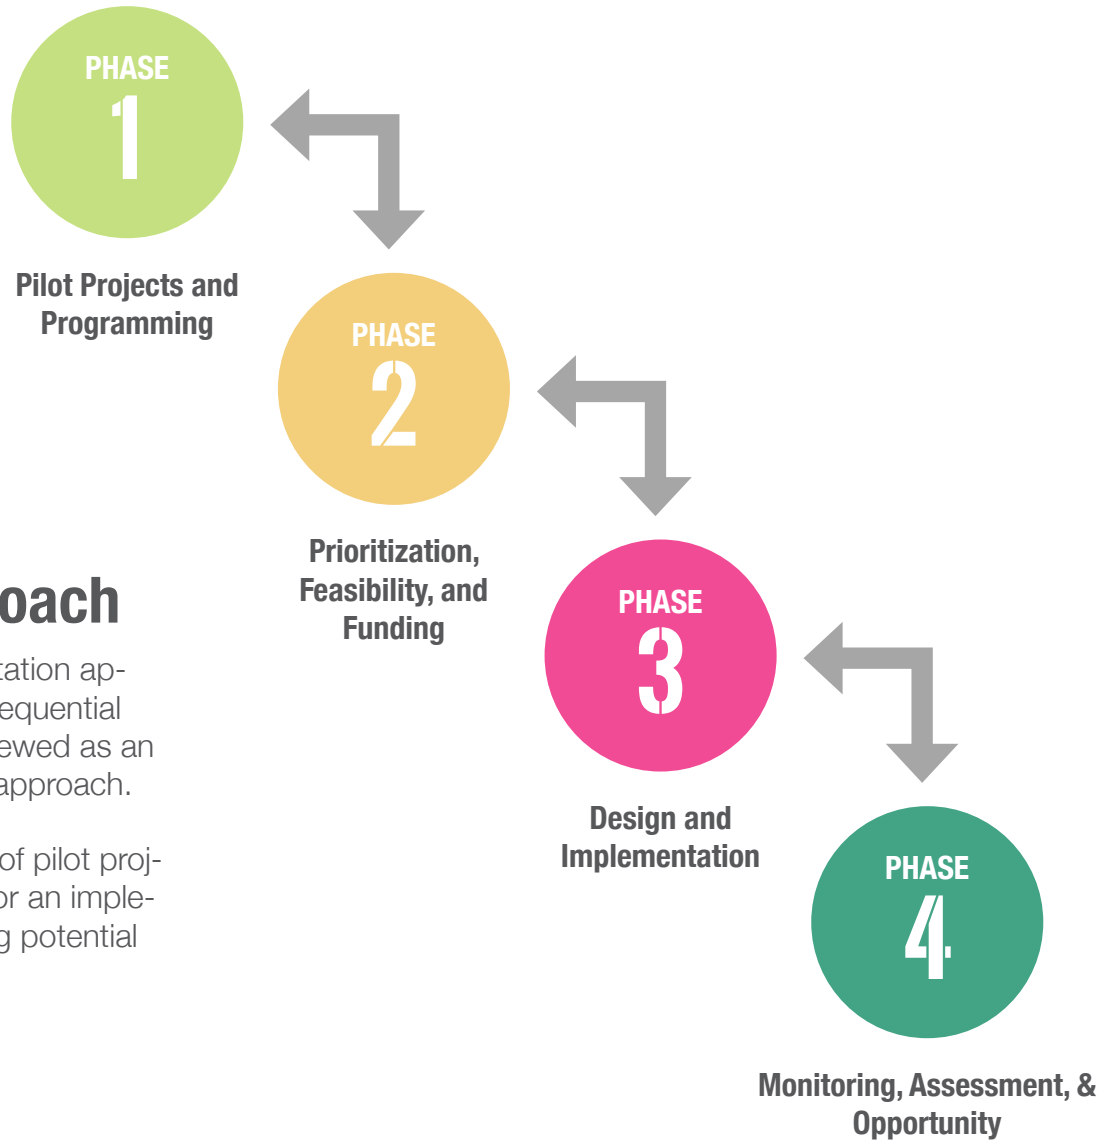 PHASE
1
Pilot Projects and
Programming
PHASE
2
Prioritization,
Feasibility, and
Funding
PHASE
3
Design and
Implementation
PHASE
4
Monitoring, Assessment, &
Opportunity
oach
tation ap-
equential
ewed as an
approach.
of pilot proj-
or an imple-
g potential